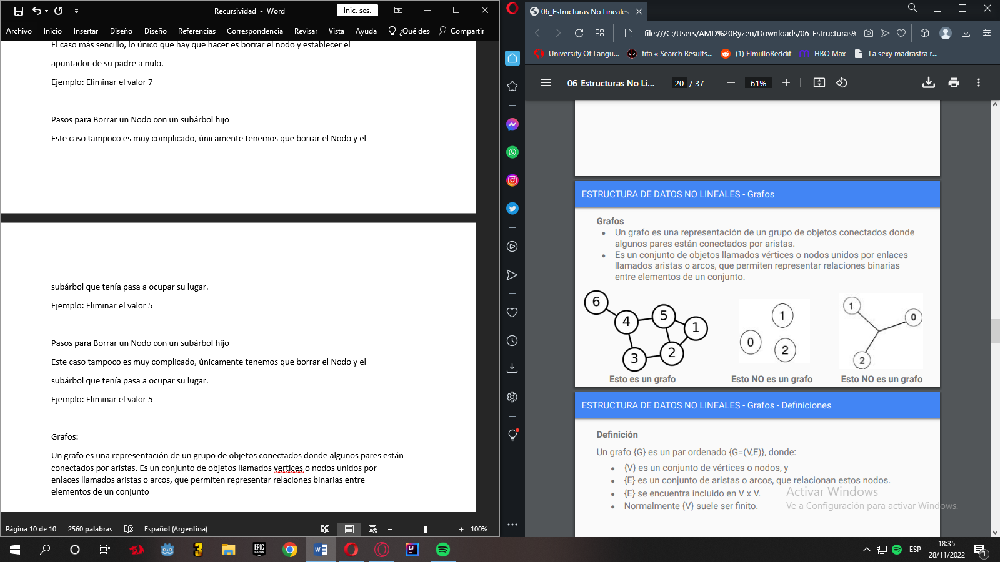 Recursividad - Word
Inic. ses.
Archivo Inicio Insertar Diseño Diseño Referencias Correspondencia Revisar Vista Ayuda ¿Qué des Compartir
El caso más sencillo, lo único que hay que hacer es borrar el nodo y establecer el
apuntador de su padre a nulo.
Ejemplo: Eliminar el valor 7
Pasos para Borrar un Nodo con un subárbol hijo
Este caso tampoco es muy complicado, únicamente tenemos que borrar el Nodo y el
subárbol que tenía pasa a ocupar su lugar.
Ejemplo: Eliminar el valor 5
Pasos para Borrar un Nodo con un subárbol hijo
Este caso tampoco es muy complicado, únicamente tenemos que borrar el Nodo y el
subárbol que tenía pasa a ocupar su lugar.
Ejemplo: Eliminar el valor 5
Grafos:
Un grafo es una representación de un grupo de objetos conectados donde algunos pares están
conectados por aristas. Es un conjunto de objetos llamados vertices o nodos unidos por
enlaces llamados aristas o arcos, que permiten representar relaciones binarias entre
elementos de un conjunto
Página 10 de 10 2560 palabras Español (Argentina) 100%
06_Estructuras No Lineales
file:///C:/Users/AMD%20Ryzen/Downloads/06_Estructuras%
University Of Langu... fifa « Search Results... (1) ElmilloReddit HBO Max La sexy madrastra r...
06_Estructuras No Li... 20 / 37 61%
ESTRUCTURA DE DATOS NO LINEALES - Grafos
Grafos
Un grafo es una representación de un grupo de objetos conectados donde
algunos pares están conectados por aristas.
Es un conjunto de objetos llamados vértices o nodos unidos por enlaces
llamados aristas o arcos, que permiten representar relaciones binarias
entre elementos de un conjunto.
6 4 5 1 3 2
1 0 2
1 0 2
Esto es un grafo
Esto NO es un grafo
Esto NO es un grafo
ESTRUCTURA DE DATOS NO LINEALES - Grafos - Definiciones
Definición
Un grafo {G} es un par ordenado {G=(V,E)}, donde:
{V} es un conjunto de vértices o nodos, y
{E} es un conjunto de aristas o arcos, que relacionan estos nodos.
{E} se encuentra incluido en V x V.
Normalmente {V} suele ser finito.
Activar Windows
Ve a Configuración para activar Windows.
3
EPIC GAMES
W
IJ
ESP
18:35
28/11/2022
1